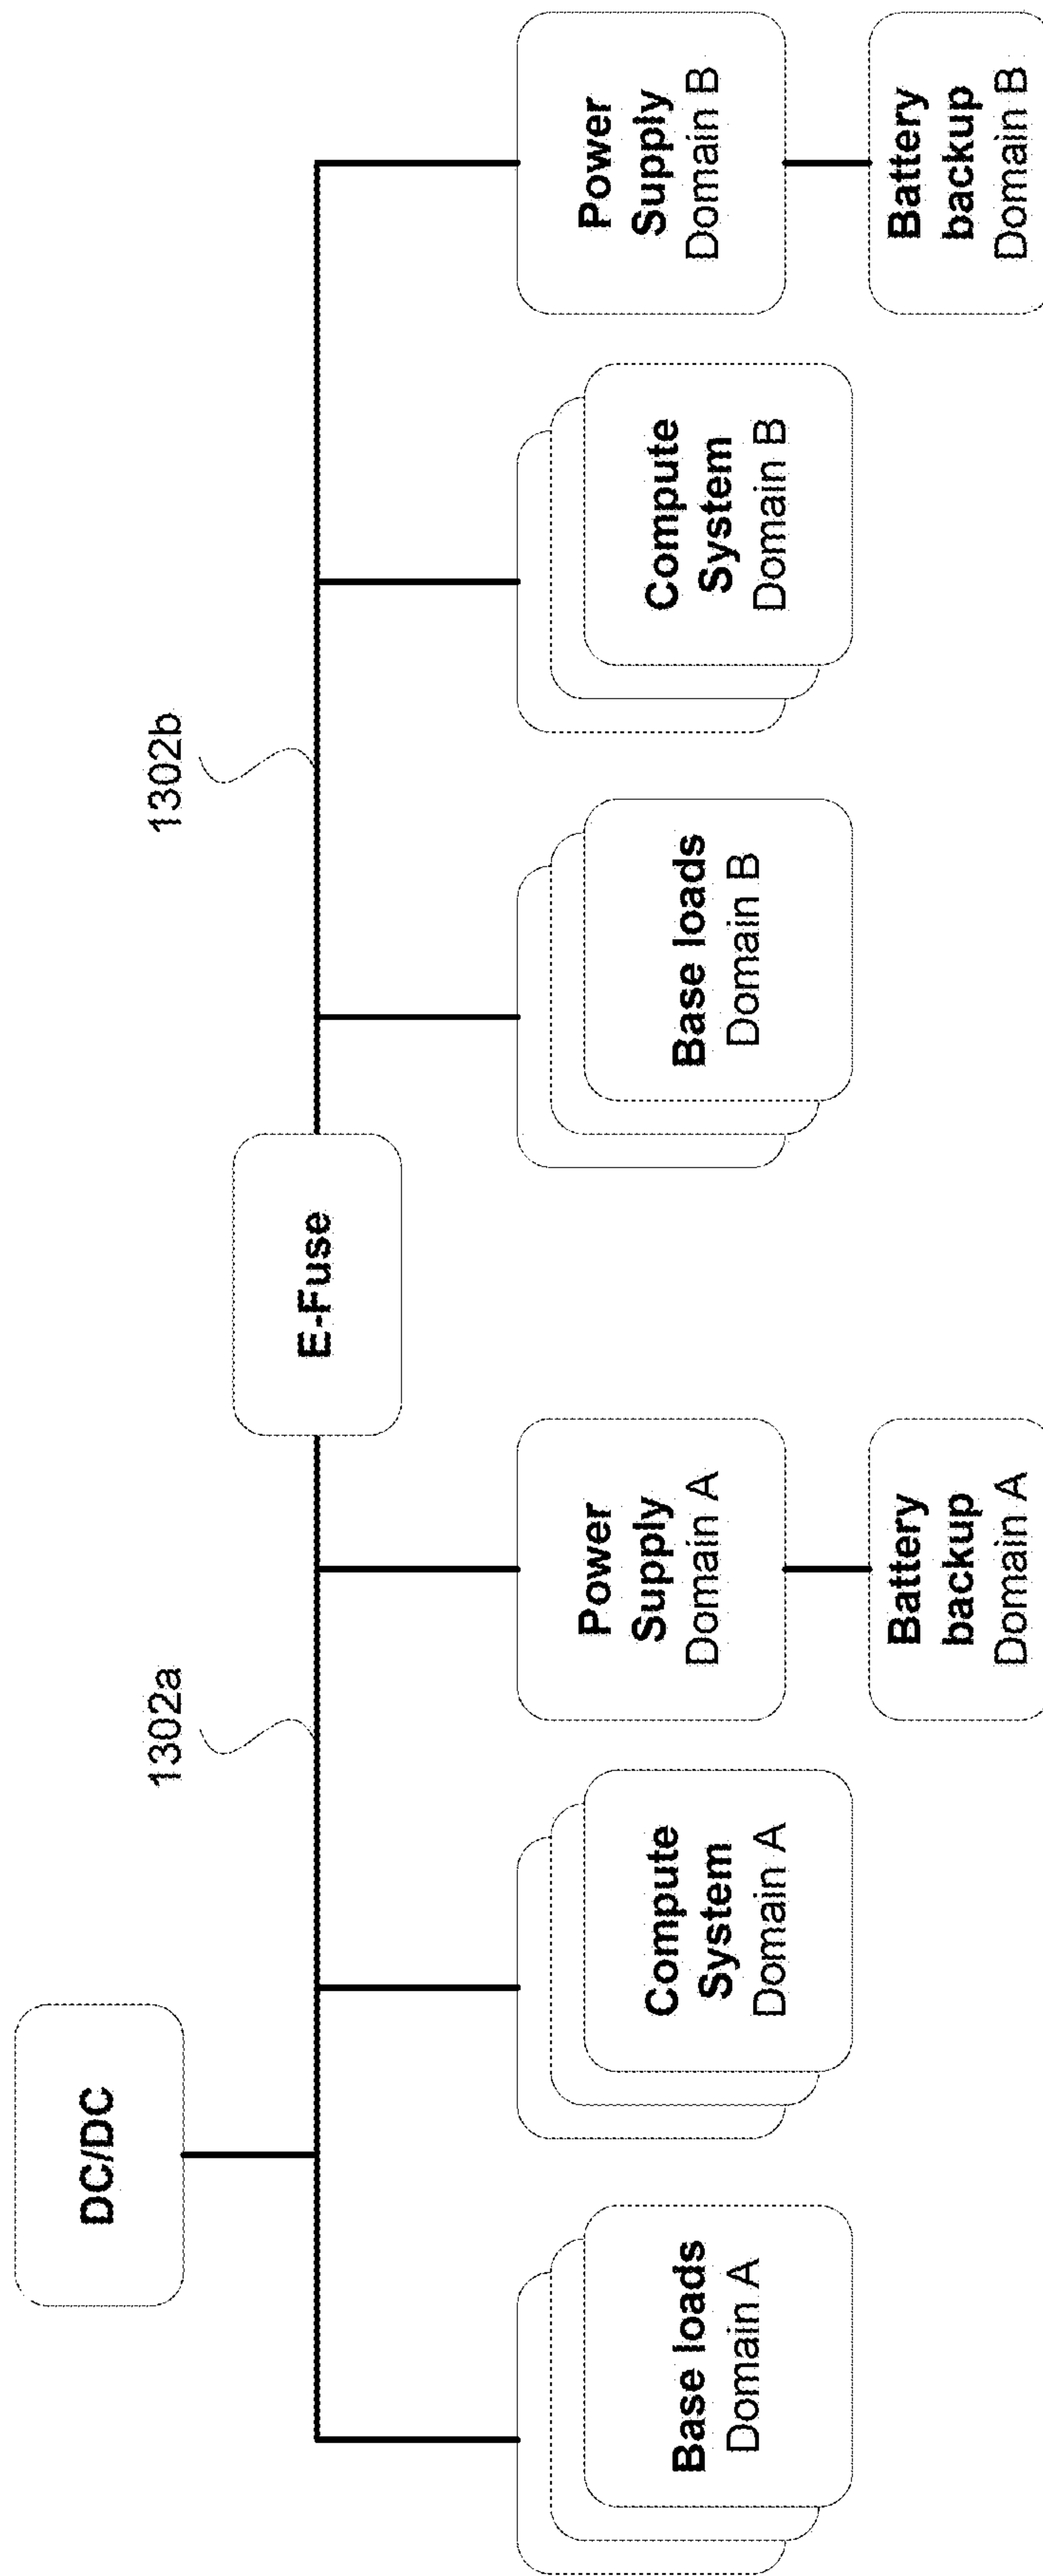 DC/DC
1302a
1302b
E-Fuse
Base loads
Domain A
Compute
System
Domain A
Power
Supply
Domain A
Battery
backup
Domain A
Base loads
Domain B
Compute
System
Domain B
Power
Supply
Domain B
Battery
backup
Domain B